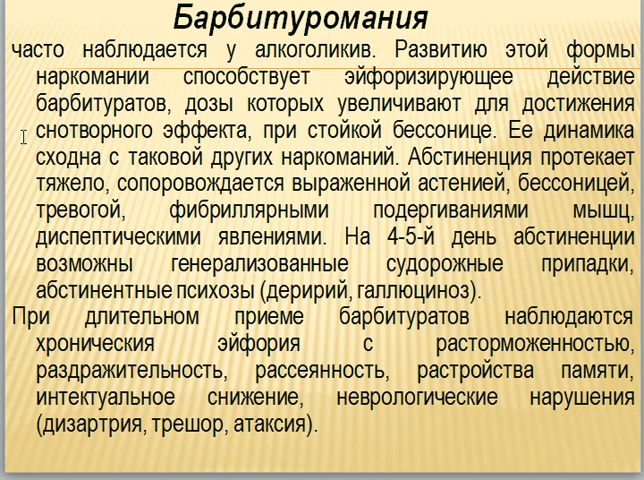 Барбитуромания
часто наблюдается у алкоголикив. Развитию этой формы
наркомании способствует эйфоризирующее действие
барбитуратов, дозы которых увеличивают для достижения
снотворного эффекта, при стойкой бессонице. Ее динамика
сходна с таковой других наркоманий. Абстиненция протекает
тяжело, сопоровождается выраженной астенией, бессоницей,
тревогой, фибриллярными подергиваниями мышц,
диспептическими явлениями. На 4-5-й день абстиненции
возможны генерализованные судорожные припадки,
абстинентные психозы (деририй, галлюциноз).
При длительном приеме барбитуратов наблюдаются
хроническия эйфория с расторможенностью,
раздражительность, рассеянность, растройства памяти,
интектуальное снижение, неврологические нарушения
(дизартрия, трешор, атаксия).